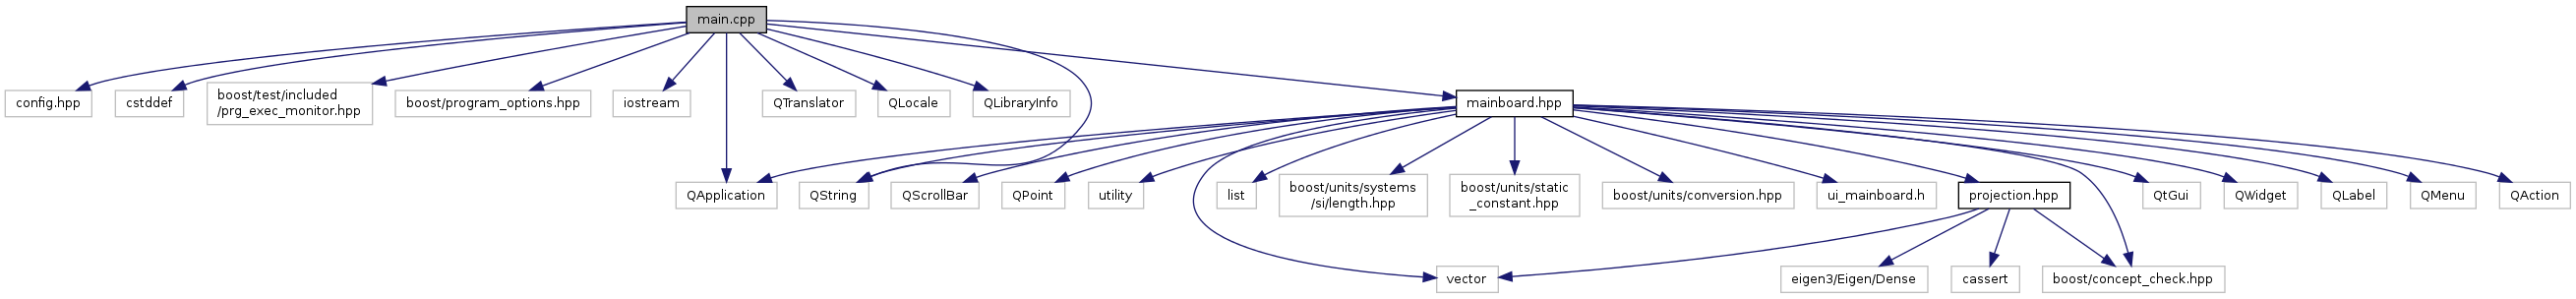 main.cpp
config.hpp
cstddef
boost/test/included
/prg_exec_monitor.hpp
boost/program_options.hpp
iostream
QTranslator
QLocale
QLibraryInfo
mainboard.hpp
QApplication
QString
QScrollBar
QPoint
utility
list
boost/units/systems
/si/length.hpp
boost/units/static
_constant.hpp
boost/units/conversion.hpp
ui_mainboard.h
projection.hpp
QtGui
QWidget
QLabel
QMenu
QAction
vector
eigen3/Eigen/Dense
cassert
boost/concept_check.hpp